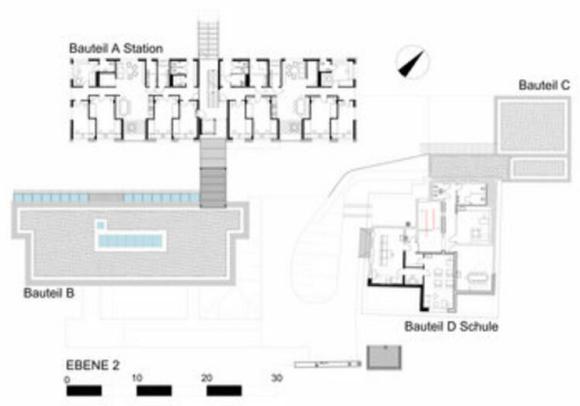 Bauteil A Station
Bauteil C
Bauteil B
Bauteil D Schule
EBENE 2
0 10 20 30